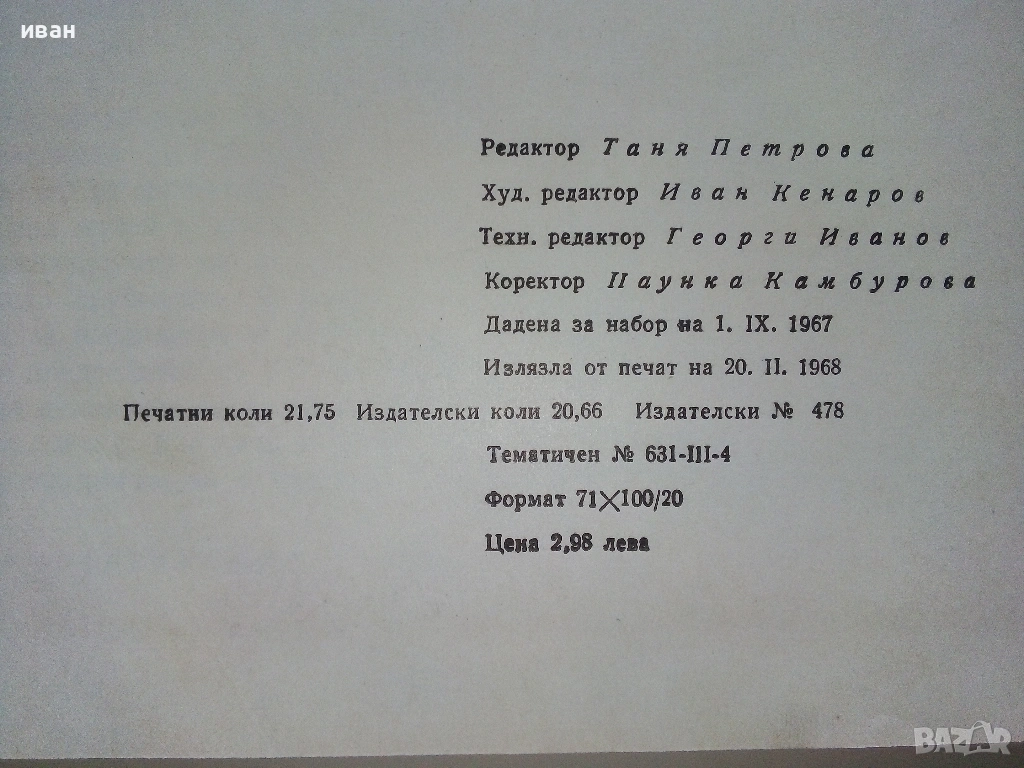 иван
Редактор Таня Петрова
Худ. редактор Иван Кенаров
Техн. редактор Георги Иванов
Коректор Паунка Камбурова
Дадена за набор на 1. IX. 1967
Излязла от печат на 20. II. 1968
Печатни коли 21,75 Издателски коли 20,66 Издателски № 478
Тематичен № 631-III-4
Формат 71×100/20
Цена 2,98 лева
BAZAR